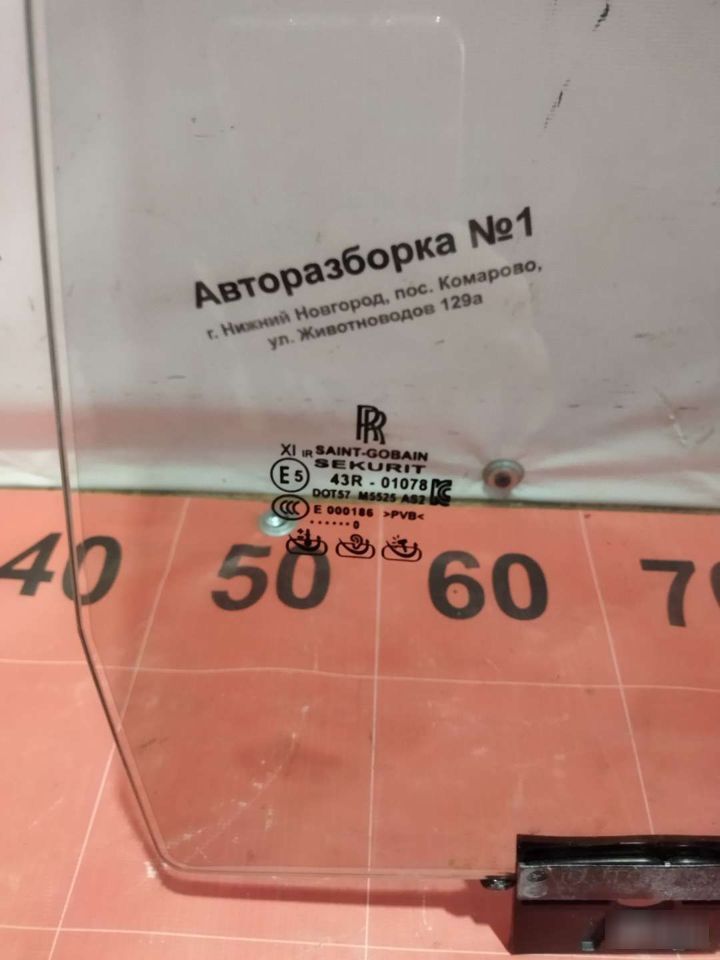 Авторазборка №1
г. Нижний Новгород, пос. Комарово,
ул. Животноводов 129а
RR
XI IR SAINT-GOBAIN
SEKURIT
E5 43R - 01078
DOT57 M5525 AS2
CCC E 000186 >PVB<
••••••0
40 50 60 70